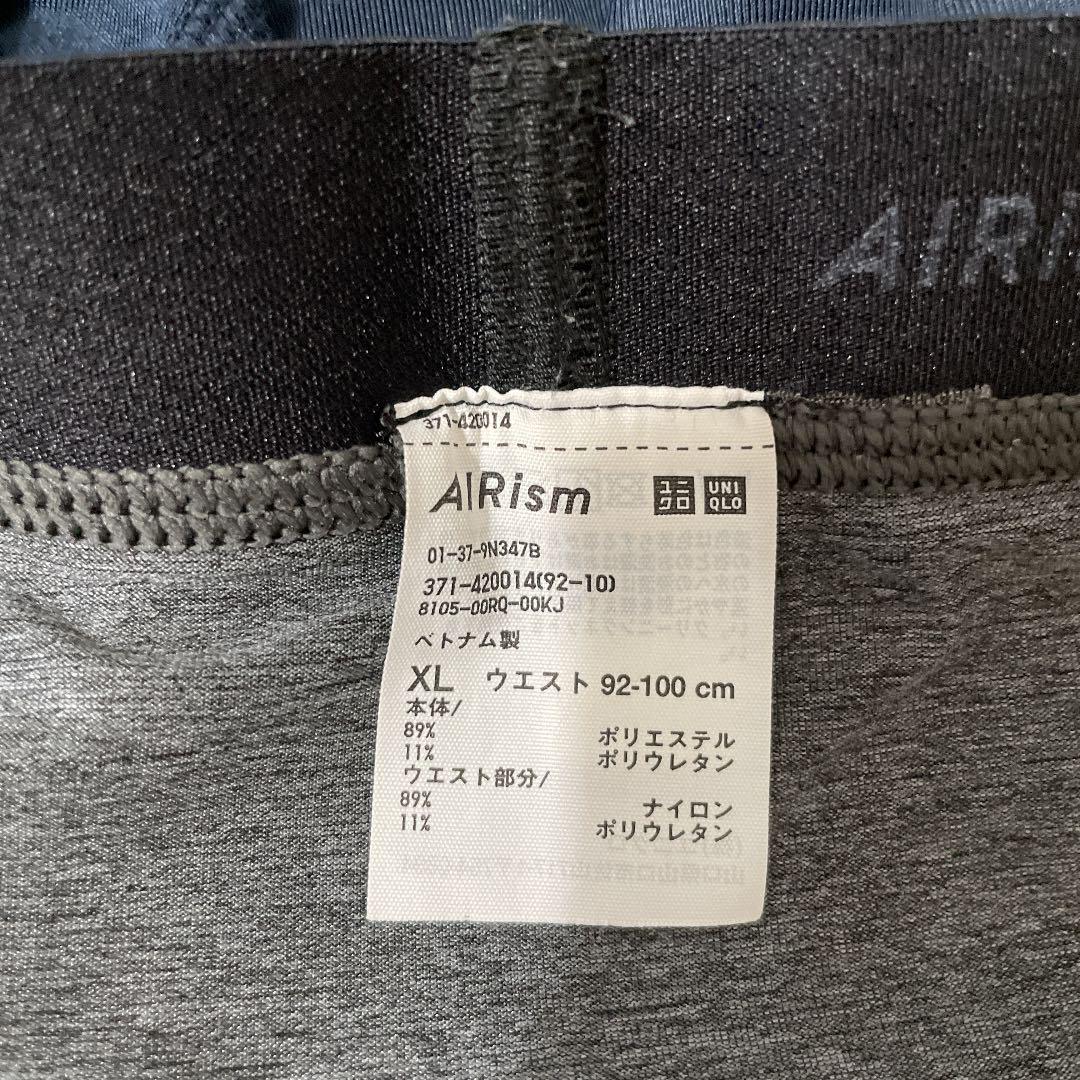 AIRi
371-420014
AIRism ユニクロ UNIQLO
01-37-9N347B
371-420014(92-10)
8105-00RQ-00KJ
ベトナム製
XL ウエスト 92-100 cm
本体/
89% ポリエステル
11% ポリウレタン
ウエスト部分/
89% ナイロン
11% ポリウレタン